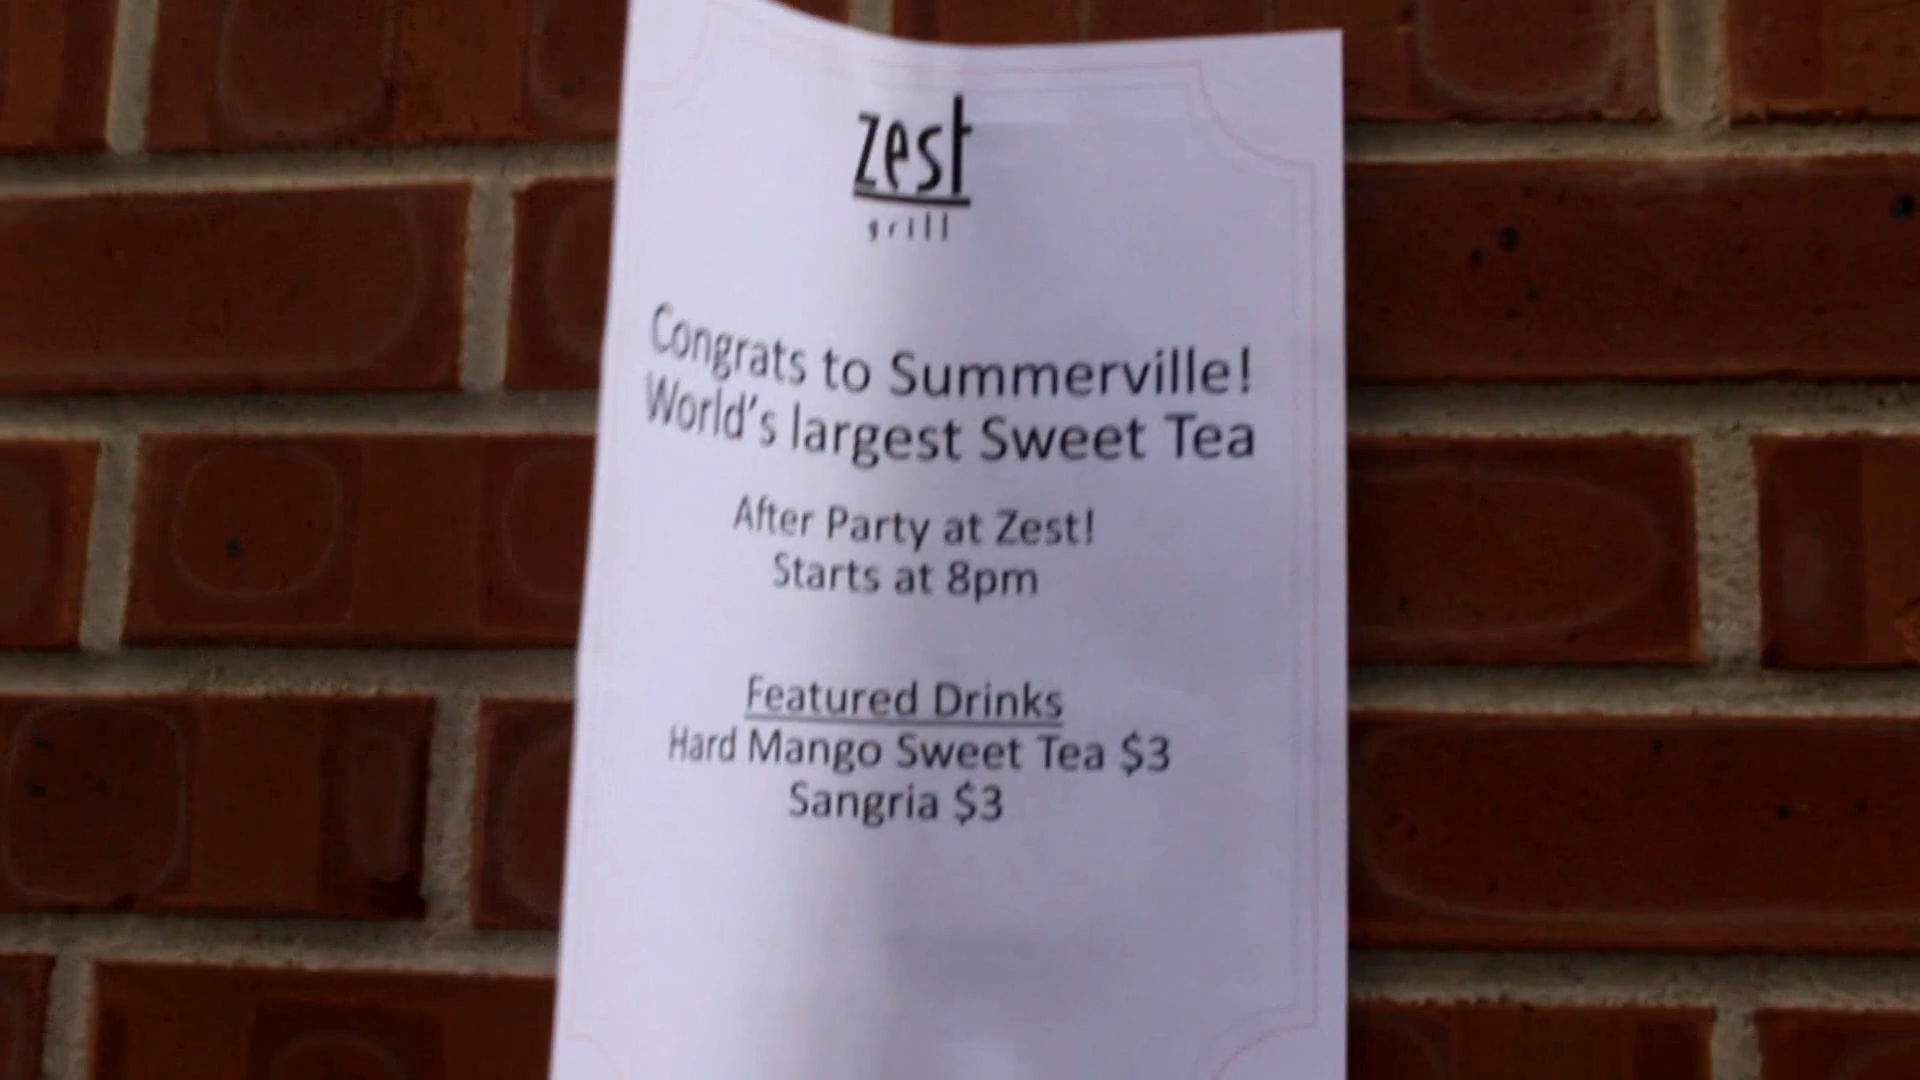 zest
grill
Congrats to Summerville!
World's largest Sweet Tea
After Party at Zest!
Starts at 8pm
Featured Drinks
Hard Mango Sweet Tea $3
Sangria $3